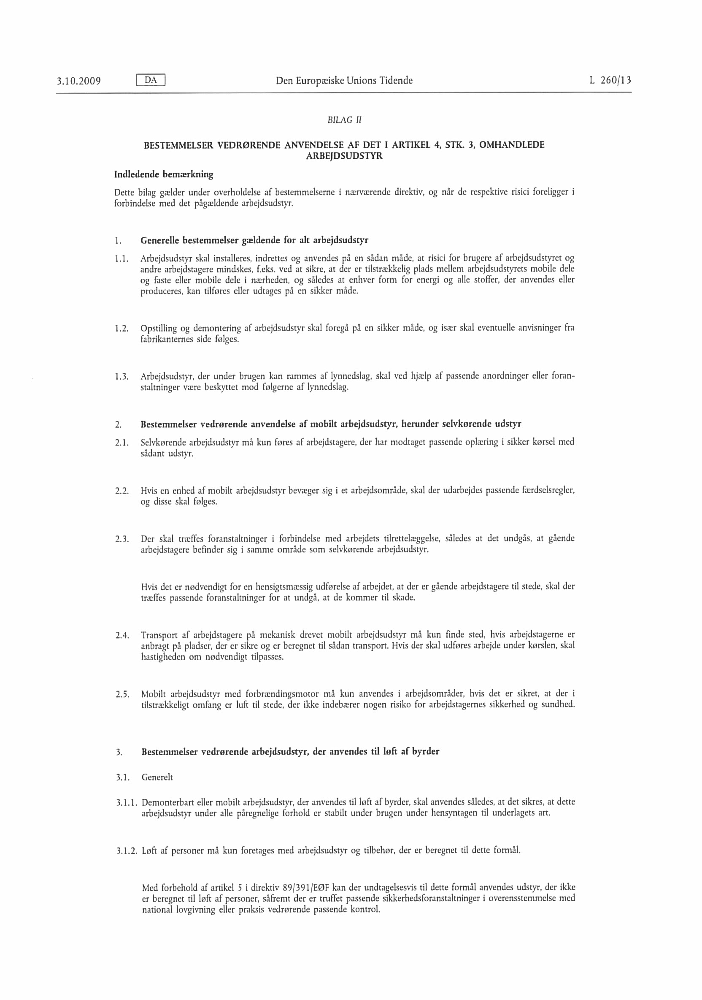 3.10.2009 DA Den Europæiske Unions Tidende L 260/13
BILAG II
BESTEMMELSER VEDRØRENDE ANVENDELSE AF DET I ARTIKEL 4, STK. 3, OMHANDLEDE
ARBEJDSUDSTYR
Indledende bemærkning
Dette bilag gælder under overholdelse af bestemmelserne i nærværende direktiv, og når de respektive risici foreligger i
forbindelse med det pågældende arbejdsudstyr.
1. Generelle bestemmelser gældende for alt arbejdsudstyr
1.1. Arbejdsudstyr skal installeres, indrettes og anvendes på en sådan måde, at risici for brugere af arbejdsudstyret og
andre arbejdstagere mindskes, f.eks. ved at sikre, at der er tilstrækkelig plads mellem arbejdsudstyrets mobile dele
og faste eller mobile dele i nærheden, og således at enhver form for energi og alle stoffer, der anvendes eller
produceres, kan tilføres eller udtages på en sikker måde.
1.2. Opstilling og demontering af arbejdsudstyr skal foregå på en sikker måde, og især skal eventuelle anvisninger fra
fabrikanternes side følges.
1.3. Arbejdsudstyr, der under brugen kan rammes af lynnedslag, skal ved hjælp af passende anordninger eller foran-
staltninger være beskyttet mod følgerne af lynnedslag.
2. Bestemmelser vedrørende anvendelse af mobilt arbejdsudstyr, herunder selvkørende udstyr
2.1. Selvkørende arbejdsudstyr må kun føres af arbejdstagere, der har modtaget passende oplæring i sikker kørsel med
sådant udstyr.
2.2. Hvis en enhed af mobilt arbejdsudstyr bevæger sig i et arbejdsområde, skal der udarbejdes passende færdselsregler,
og disse skal følges.
2.3. Der skal træffes foranstaltninger i forbindelse med arbejdets tilrettelæggelse, således at det undgås, at gående
arbejdstagere befinder sig i samme område som selvkørende arbejdsudstyr.
Hvis det er nødvendigt for en hensigtsmæssig udførelse af arbejdet, at der er gående arbejdstagere til stede, skal der
træffes passende foranstaltninger for at undgå, at de kommer til skade.
2.4. Transport af arbejdstagere på mekanisk drevet mobilt arbejdsudstyr må kun finde sted, hvis arbejdstagerne er
anbragt på pladser, der er sikre og er beregnet til sådan transport. Hvis der skal udføres arbejde under kørslen, skal
hastigheden om nødvendigt tilpasses.
2.5. Mobilt arbejdsudstyr med forbrændingsmotor må kun anvendes i arbejdsområder, hvis det er sikret, at der i
tilstrækkeligt omfang er luft til stede, der ikke indebærer nogen risiko for arbejdstagernes sikkerhed og sundhed.
3. Bestemmelser vedrørende arbejdsudstyr, der anvendes til løft af byrder
3.1. Generelt
3.1.1. Demonterbart eller mobilt arbejdsudstyr, der anvendes til løft af byrder, skal anvendes således, at det sikres, at dette
arbejdsudstyr under alle påregnelige forhold er stabilt under brugen under hensyntagen til underlagets art.
3.1.2. Løft af personer må kun foretages med arbejdsudstyr og tilbehør, der er beregnet til dette formål.
Med forbehold af artikel 5 i direktiv 89/391/EØF kan der undtagelsesvis til dette formål anvendes udstyr, der ikke
er beregnet til løft af personer, såfremt der er truffet passende sikkerhedsforanstaltninger i overensstemmelse med
national lovgivning eller praksis vedrørende passende kontrol.